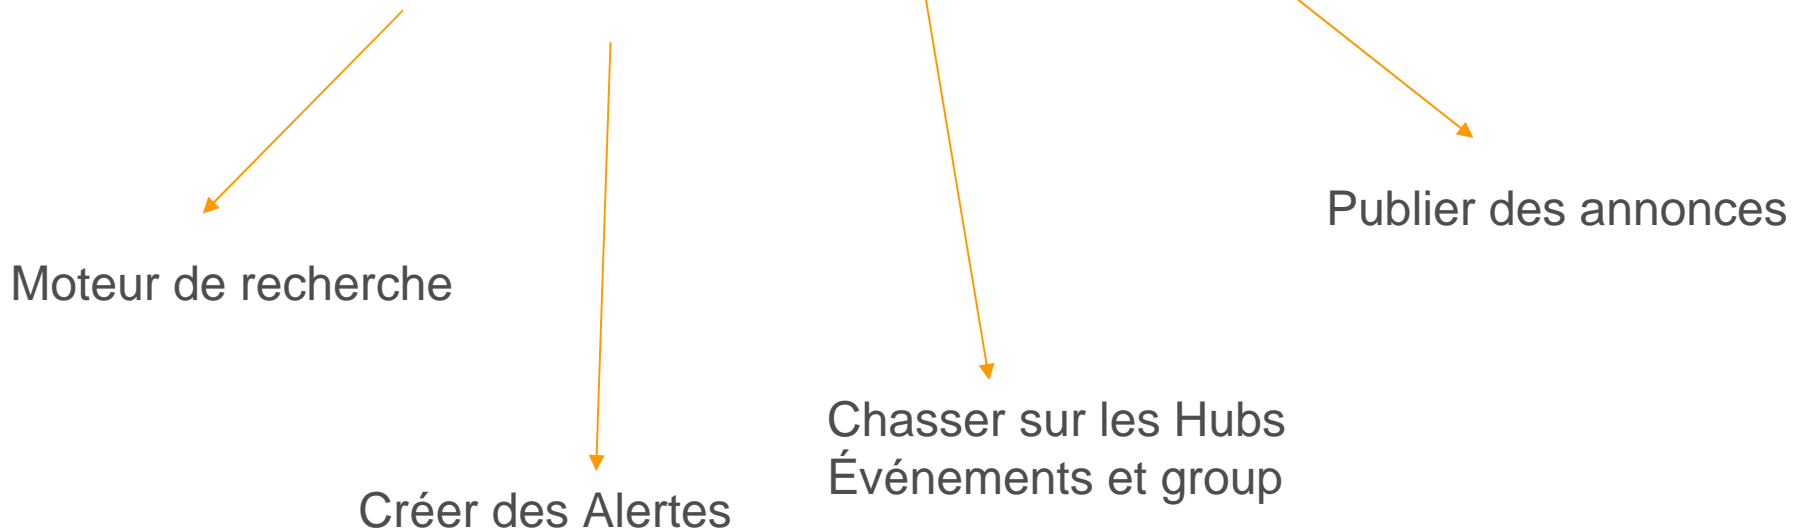 Publier des annonces
Moteur de recherche
Chasser sur les Hubs
Événements et group
Créer des Alertes